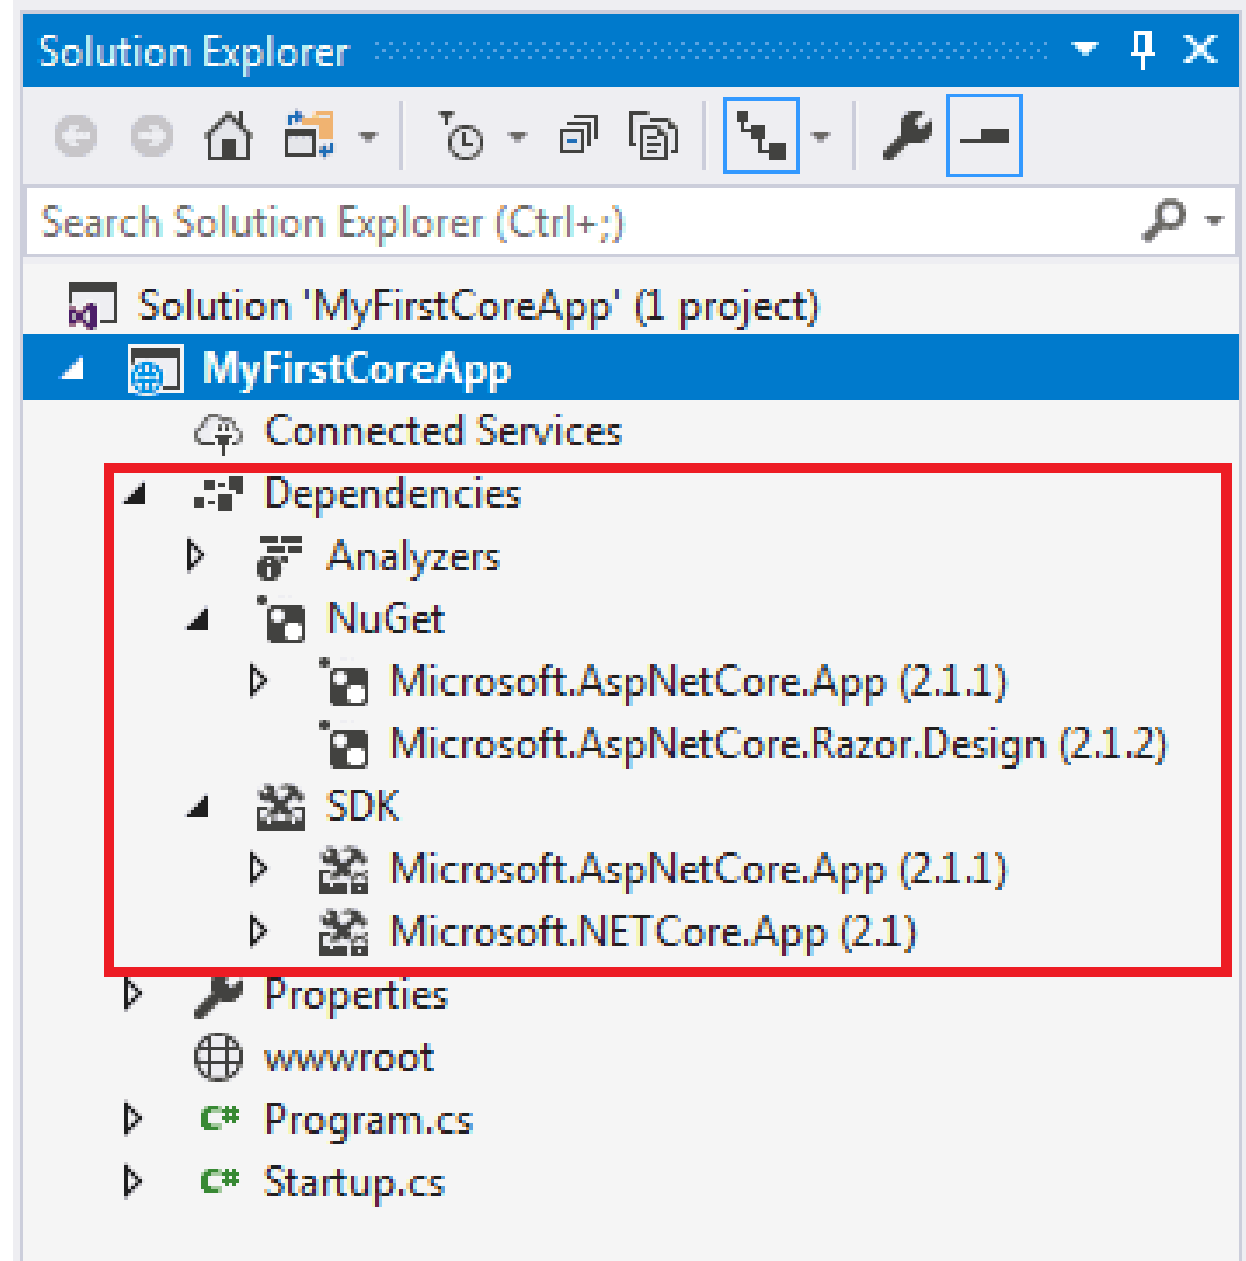 Solution Explorer
Search Solution Explorer (Ctrl+;)
Solution 'MyFirstCoreApp' (1 project)
MyFirstCoreApp
Connected Services
Dependencies
Analyzers
NuGet
Microsoft.AspNetCore.App (2.1.1)
Microsoft.AspNetCore.Razor.Design (2.1.2)
SDK
Microsoft.AspNetCore.App (2.1.1)
Microsoft.NETCore.App (2.1)
Properties
wwwroot
C# Program.cs
C# Startup.cs